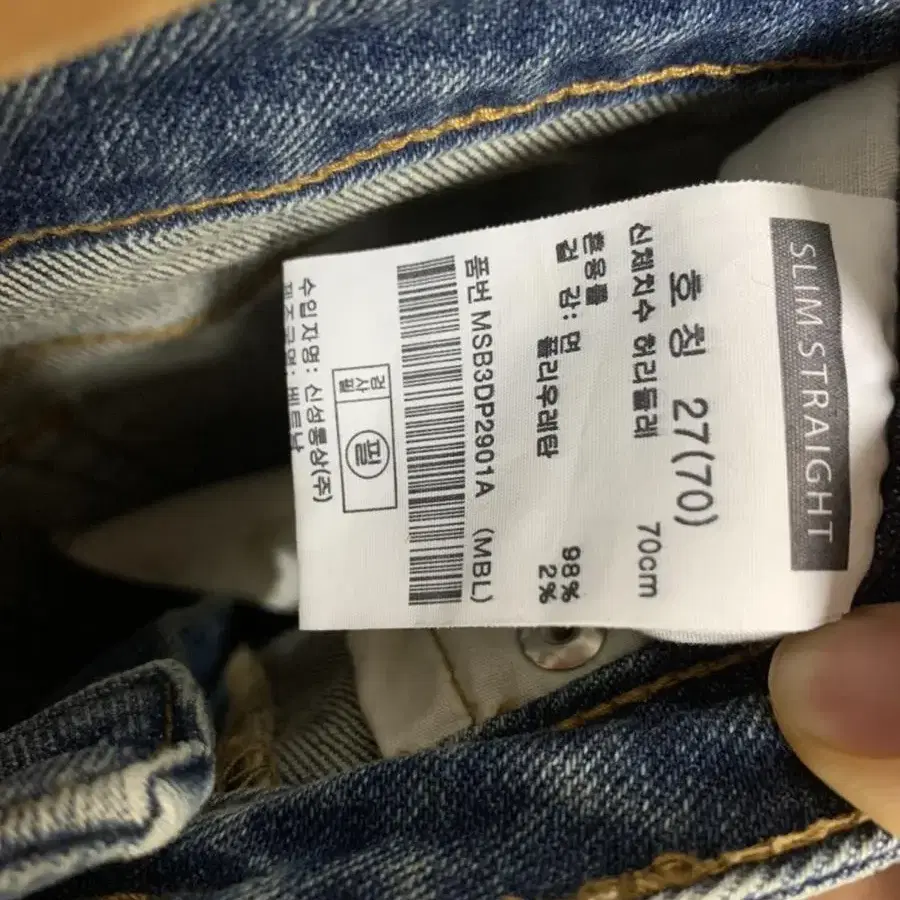 SLIM STRAIGHT
호칭 27(70)
신체치수 허리둘레 70cm
혼용률
겉 감: 면 98%
폴리우레탄 2%
품번 MSB3DP2901A (MBL)
검사필
필
수입자명: 신성통상(주)
제조국명: 베트남